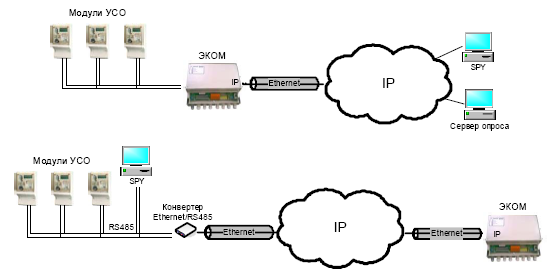 Модули УСО
ЭКОМ
IP
Ethernet
IP
SPY
Сервер опроса
Модули УСО
SPY
RS485
Конвертер
Ethernet/RS485
Ethernet
IP
Ethernet
ЭКОМ
IP